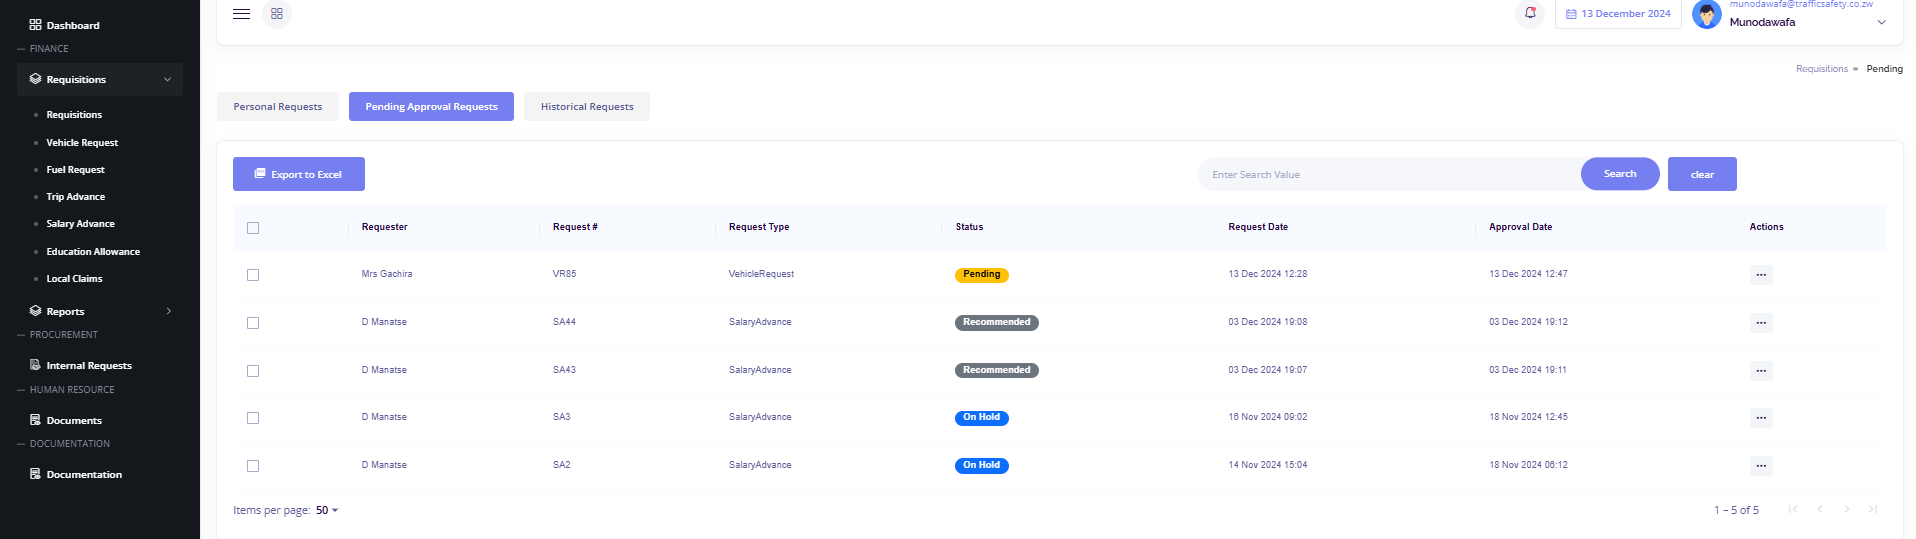 Dashboard
FINANCE
Requisitions
Requisitions
Vehicle Request
Fuel Request
Trip Advance
Salary Advance
Education Allowance
Local Claims
Reports
PROCUREMENT
Internal Requests
HUMAN RESOURCE
Documents
DOCUMENTATION
Documentation
13 December 2024
munodawafa@trafficsafety.co.zw
Munodawafa
Requisitions - Pending
Personal Requests
Pending Approval Requests
Historical Requests
Export to Excel
Enter Search Value
Search
clear
Requester Request # Request Type Status Request Date Approval Date Actions
Mrs Gachira VR85 VehicleRequest Pending 13 Dec 2024 12:28 13 Dec 2024 12:47
D Manatse SA44 SalaryAdvance Recommended 03 Dec 2024 19:08 03 Dec 2024 19:12
D Manatse SA43 SalaryAdvance Recommended 03 Dec 2024 19:07 03 Dec 2024 19:11
D Manatse SA3 SalaryAdvance On Hold 16 Nov 2024 09:02 18 Nov 2024 12:45
D Manatse SA2 SalaryAdvance On Hold 14 Nov 2024 15:04 18 Nov 2024 06:12
Items per page: 50
1 – 5 of 5